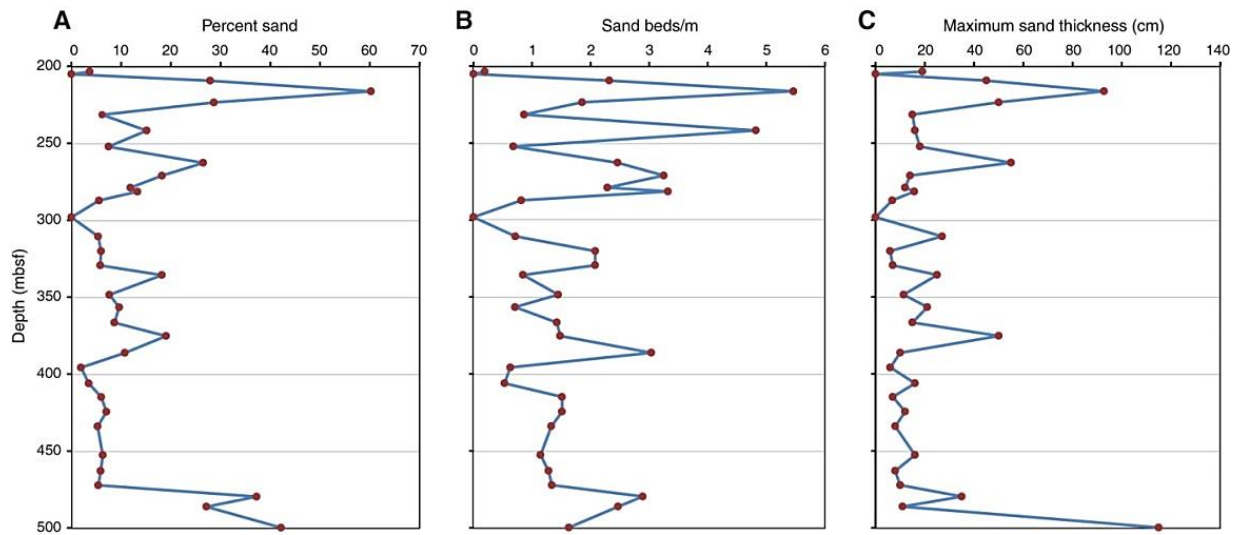 A Percent sand
0 10 20 30 40 50 60 70
B Sand beds/m
0 1 2 3 4 5 6
C Maximum sand thickness (cm)
0 20 40 60 80 100 120 140
Depth (mbsf)
200
250
300
350
400
450
500